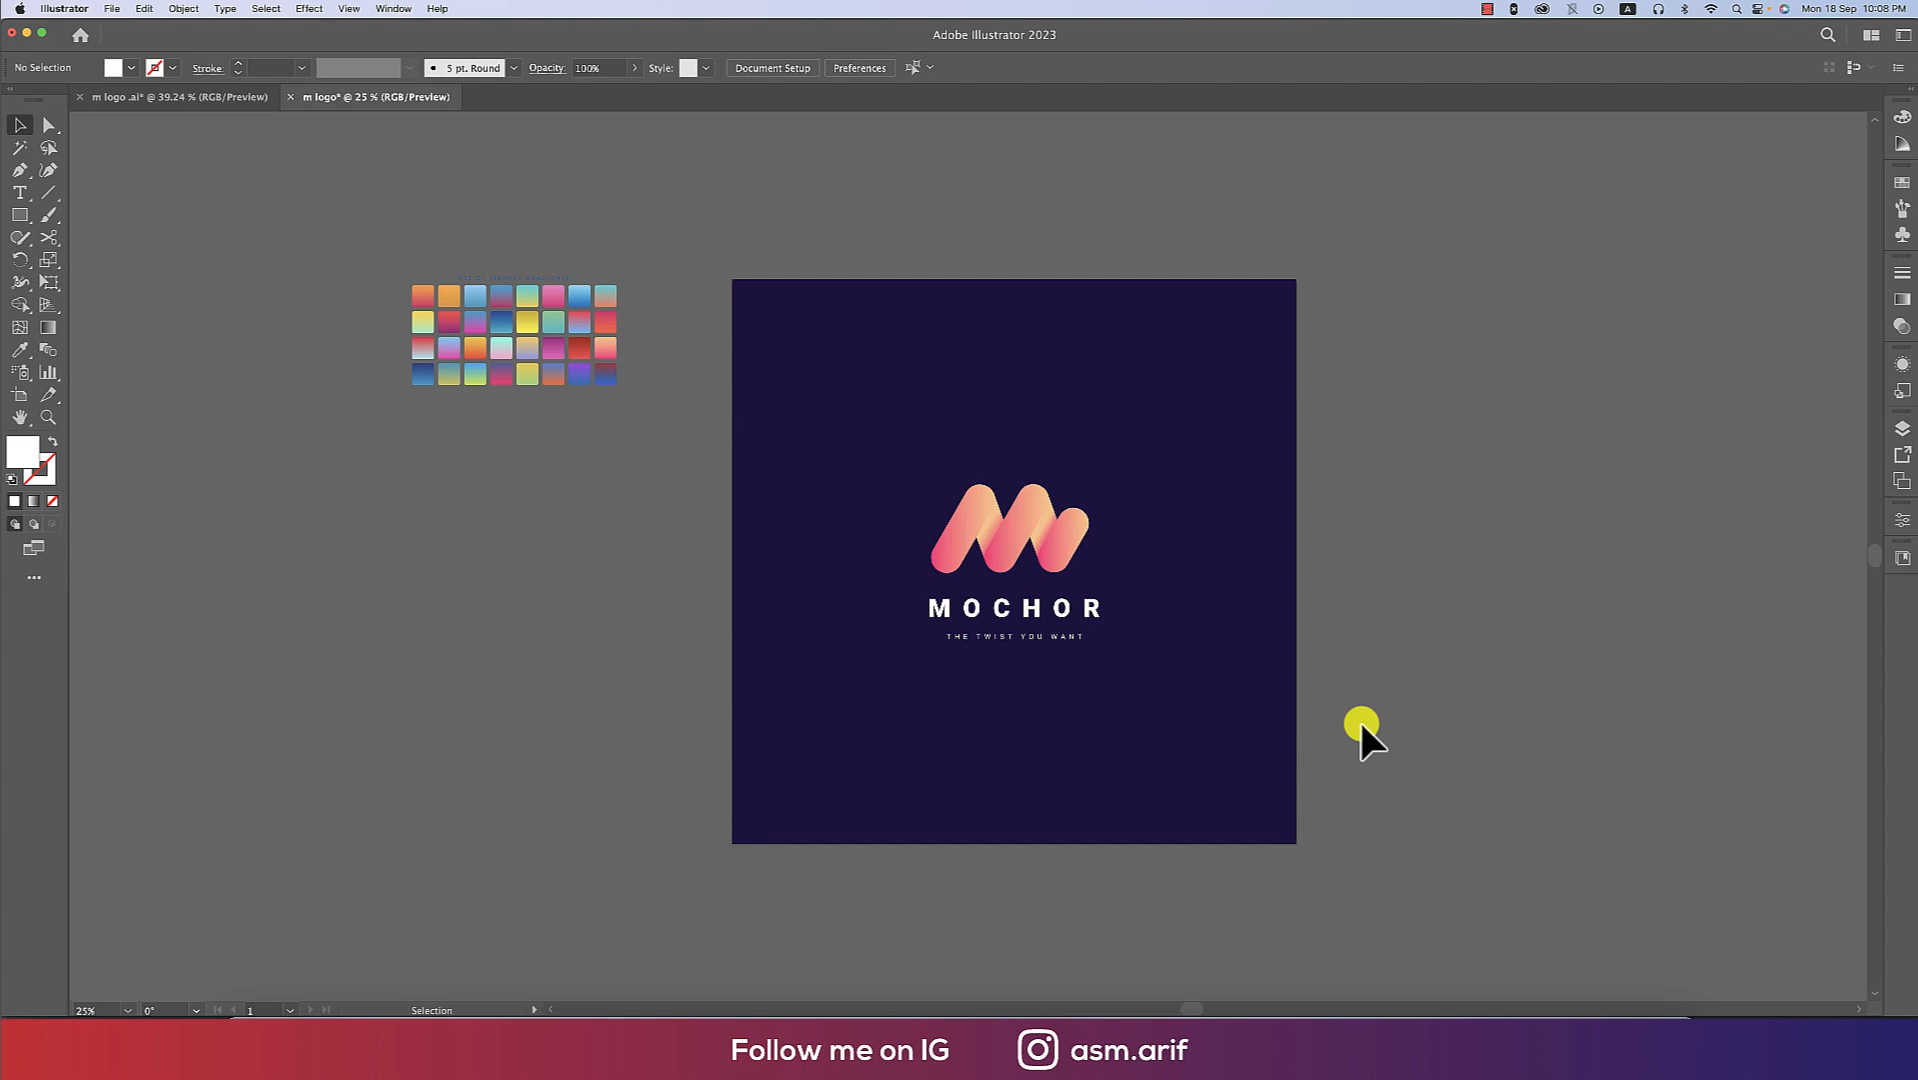 Illustrator File Edit Object Type Select Effect View Window Help
A
Mon 18 Sep 10:08 PM
Adobe Illustrator 2023
No Selection
Stroke:
5 pt. Round
Opacity: 100%
Style:
Document Setup
Preferences
m logo .ai* @ 39.24 % (RGB/Preview)
m logo* @ 25 % (RGB/Preview)
MOCHOR
THE TWIST YOU WANT
25%
0°
1
Selection
Follow me on IG
asm.arif